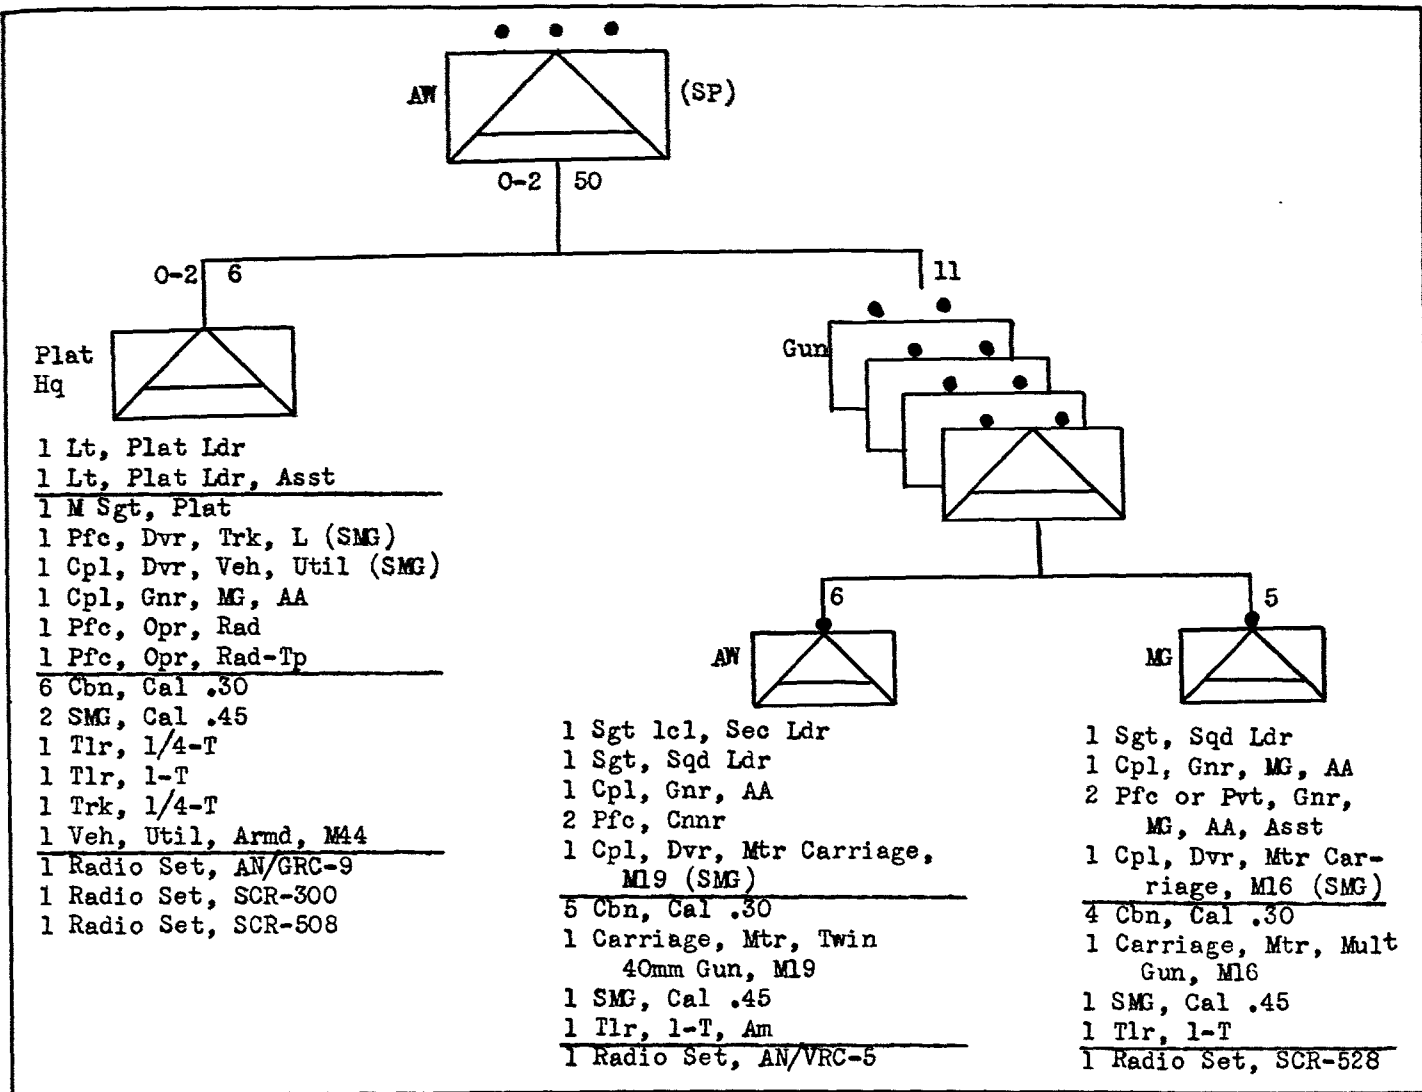 AW
(SP)
0-2 50
0-2 6
11
Plat
Hq
Gun
1 Lt, Plat Ldr
1 Lt, Plat Ldr, Asst
1 M Sgt, Plat
1 Pfc, Dvr, Trk, L (SMG)
1 Cpl, Dvr, Veh, Util (SMG)
1 Cpl, Gnr, MG, AA
1 Pfc, Opr, Rad
1 Pfc, Opr, Rad-Tp
6 Cbn, Cal .30
2 SMG, Cal .45
1 Tlr, 1/4-T
1 Tlr, 1-T
1 Trk, 1/4-T
1 Veh, Util, Armd, M44
1 Radio Set, AN/GRC-9
1 Radio Set, SCR-300
1 Radio Set, SCR-508
6
AW
1 Sgt 1cl, Sec Ldr
1 Sgt, Sqd Ldr
1 Cpl, Gnr, AA
2 Pfc, Cnnr
1 Cpl, Dvr, Mtr Carriage,
M19 (SMG)
5 Cbn, Cal .30
1 Carriage, Mtr, Twin
40mm Gun, M19
1 SMG, Cal .45
1 Tlr, 1-T, Am
1 Radio Set, AN/VRC-5
5
MG
1 Sgt, Sqd Ldr
1 Cpl, Gnr, MG, AA
2 Pfc or Pvt, Gnr,
MG, AA, Asst
1 Cpl, Dvr, Mtr Car-
riage, M16 (SMG)
4 Cbn, Cal .30
1 Carriage, Mtr, Mult
Gun, M16
1 SMG, Cal .45
1 Tlr, 1-T
1 Radio Set, SCR-528